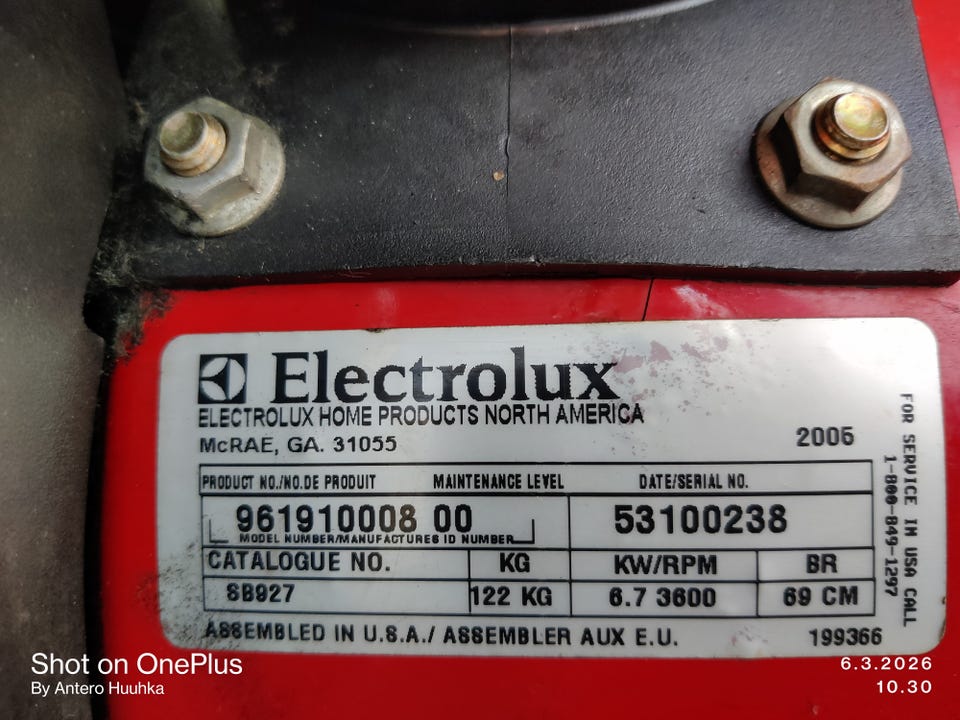 Electrolux
ELECTROLUX HOME PRODUCTS NORTH AMERICA
McRAE, GA. 31055
2005
PRODUCT NO./NO.DE PRODUIT MAINTENANCE LEVEL DATE/SERIAL NO.
961910008 00 53100238
MODEL NUMBER/MANUFACTURES ID NUMBER
CATALOGUE NO. KG KW/RPM BR
SB927 122 KG 6.7 3600 69 CM
ASSEMBLED IN U.S.A./ ASSEMBLER AUX E.U. 199366
FOR SERVICE IN USA CALL
1-800-849-1297
Shot on OnePlus
By Antero Huuhka
6.3.2026
10.30